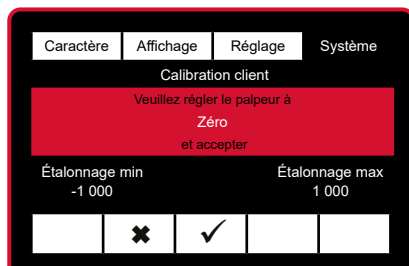 Caractère Affichage Réglage Système
Calibration client
Veuillez régler le palpeur à
Zéro
et accepter
Étalonnage min Étalonnage max
-1 000 1 000